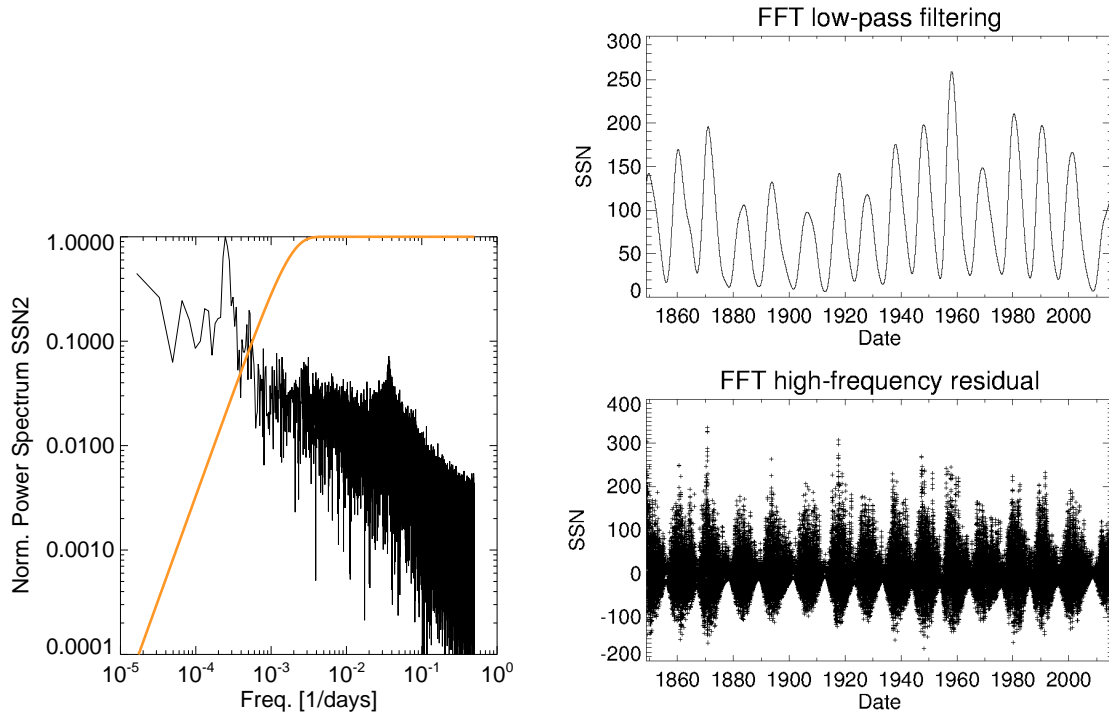 Norm. Power Spectrum SSN2
1.0000
0.1000
0.0100
0.0010
0.0001
10⁻⁵ 10⁻⁴ 10⁻³ 10⁻² 10⁻¹ 10⁰
Freq. [1/days]
FFT low-pass filtering
SSN
300
250
200
150
100
50
0
1860 1880 1900 1920 1940 1960 1980 2000
Date
FFT high-frequency residual
SSN
400
300
200
100
0
-100
-200
1860 1880 1900 1920 1940 1960 1980 2000
Date